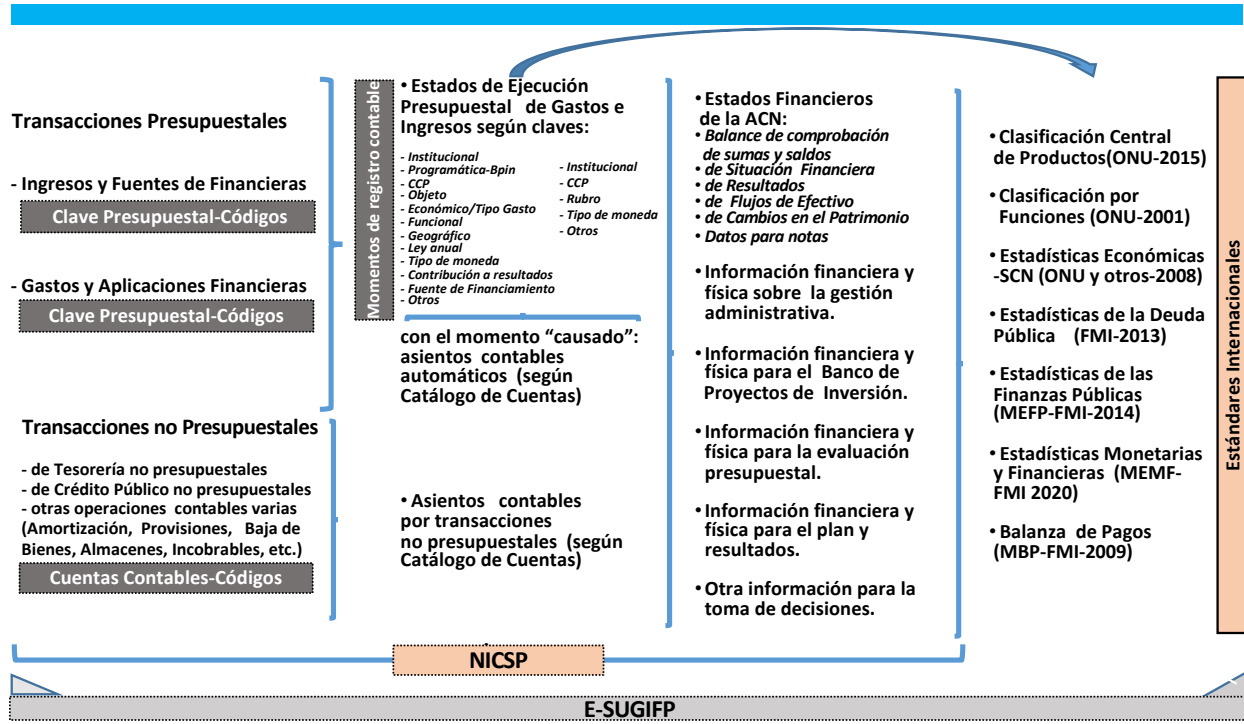 Transacciones Presupuestales
- Ingresos y Fuentes de Financieras
Clave Presupuestal-Códigos
- Gastos y Aplicaciones Financieras
Clave Presupuestal-Códigos
Transacciones no Presupuestales
- de Tesorería no presupuestales
- de Crédito Público no presupuestales
- otras operaciones contables varias
(Amortización, Provisiones, Baja de
Bienes, Almacenes, Incobrables, etc.)
Cuentas Contables-Códigos
Momentos de registro contable
• Estados de Ejecución
Presupuestal de Gastos e
Ingresos según claves:
- Institucional
- Programática-Bpin
- CCP
- Objeto
- Económico/Tipo Gasto
- Funcional
- Geográfico
- Ley anual
- Tipo de moneda
- Contribución a resultados
- Fuente de Financiamiento
- Otros
- Institucional
- CCP
- Rubro
- Tipo de moneda
- Otros
con el momento “causado”:
asientos contables
automáticos (según
Catálogo de Cuentas)
• Asientos contables
por transacciones
no presupuestales (según
Catálogo de Cuentas)
• Estados Financieros
de la ACN:
• Balance de comprobación
de sumas y saldos
• de Situación Financiera
• de Resultados
• de Flujos de Efectivo
• de Cambios en el Patrimonio
• Datos para notas
• Información financiera y
física sobre la gestión
administrativa.
• Información financiera y
física para el Banco de
Proyectos de Inversión.
• Información financiera y
física para la evaluación
presupuestal.
• Información financiera y
física para el plan y
resultados.
• Otra información para la
toma de decisiones.
• Clasificación Central
de Productos(ONU-2015)
• Clasificación por
Funciones (ONU-2001)
• Estadísticas Económicas
-SCN (ONU y otros-2008)
• Estadísticas de la Deuda
Pública (FMI-2013)
• Estadísticas de las
Finanzas Públicas
(MEFP-FMI-2014)
• Estadísticas Monetarias
y Financieras (MEMF-
FMI 2020)
• Balanza de Pagos
(MBP-FMI-2009)
Estándares Internacionales
NICSP
E-SUGIFP